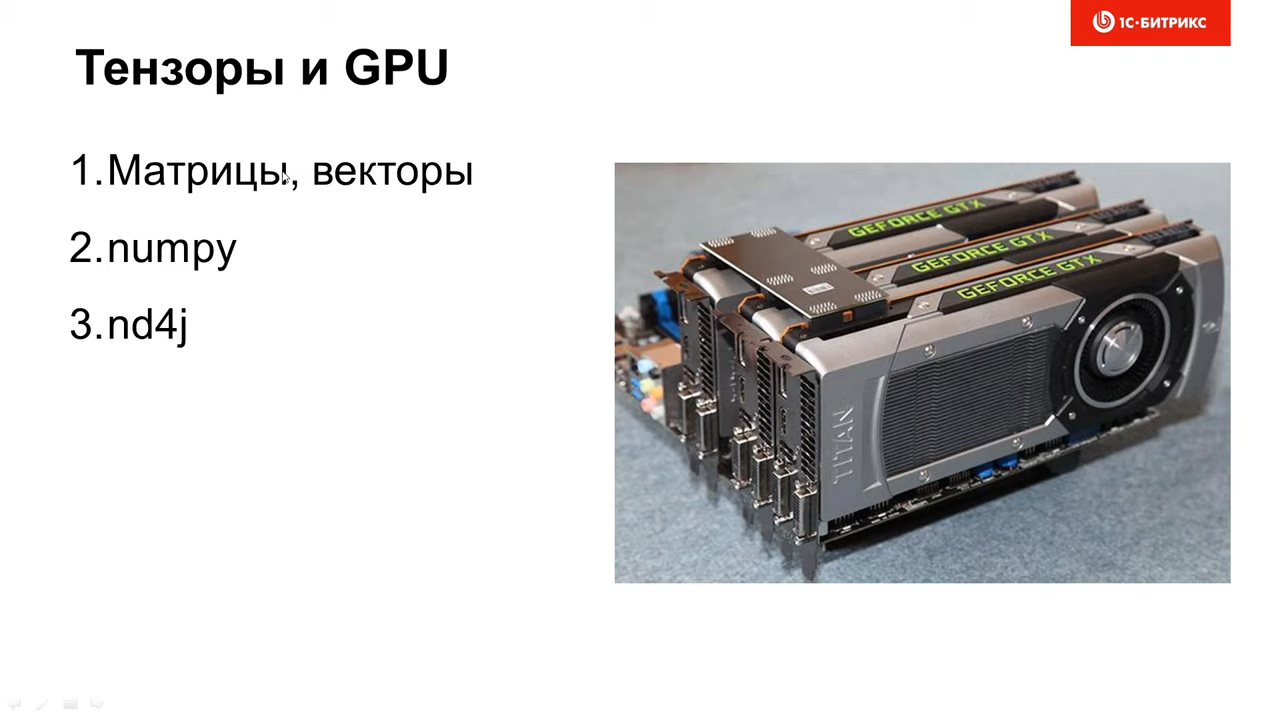 1С·БИТРИКС
Тензоры и GPU
1.Матрицы, векторы
2.numpy
3.nd4j
GEFORCE GTX
GEFORCE GTX
GEFORCE GTX
TITAN